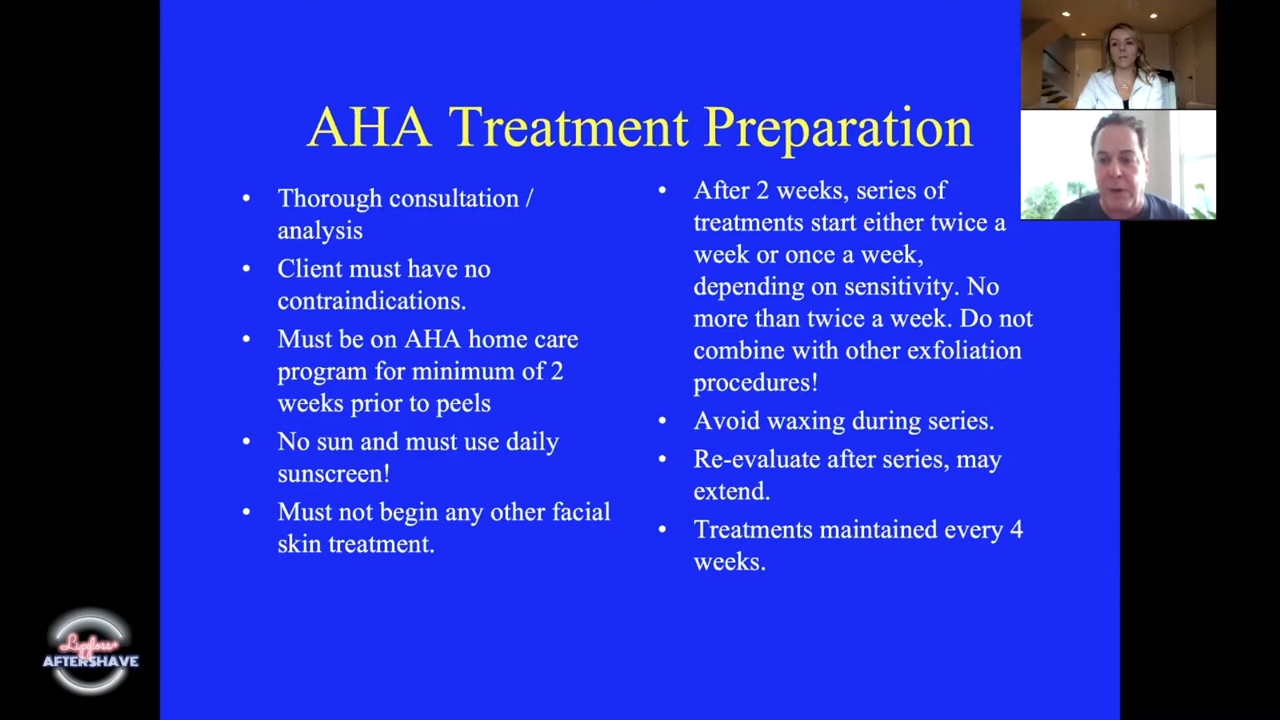 AHA Treatment Preparation
• Thorough consultation /
analysis
• Client must have no
contraindications.
• Must be on AHA home care
program for minimum of 2
weeks prior to peels
• No sun and must use daily
sunscreen!
• Must not begin any other facial
skin treatment.
• After 2 weeks, series of
treatments start either twice a
week or once a week,
depending on sensitivity. No
more than twice a week. Do not
combine with other exfoliation
procedures!
• Avoid waxing during series.
• Re-evaluate after series, may
extend.
• Treatments maintained every 4
weeks.
Lipgloss+
AFTERSHAVE